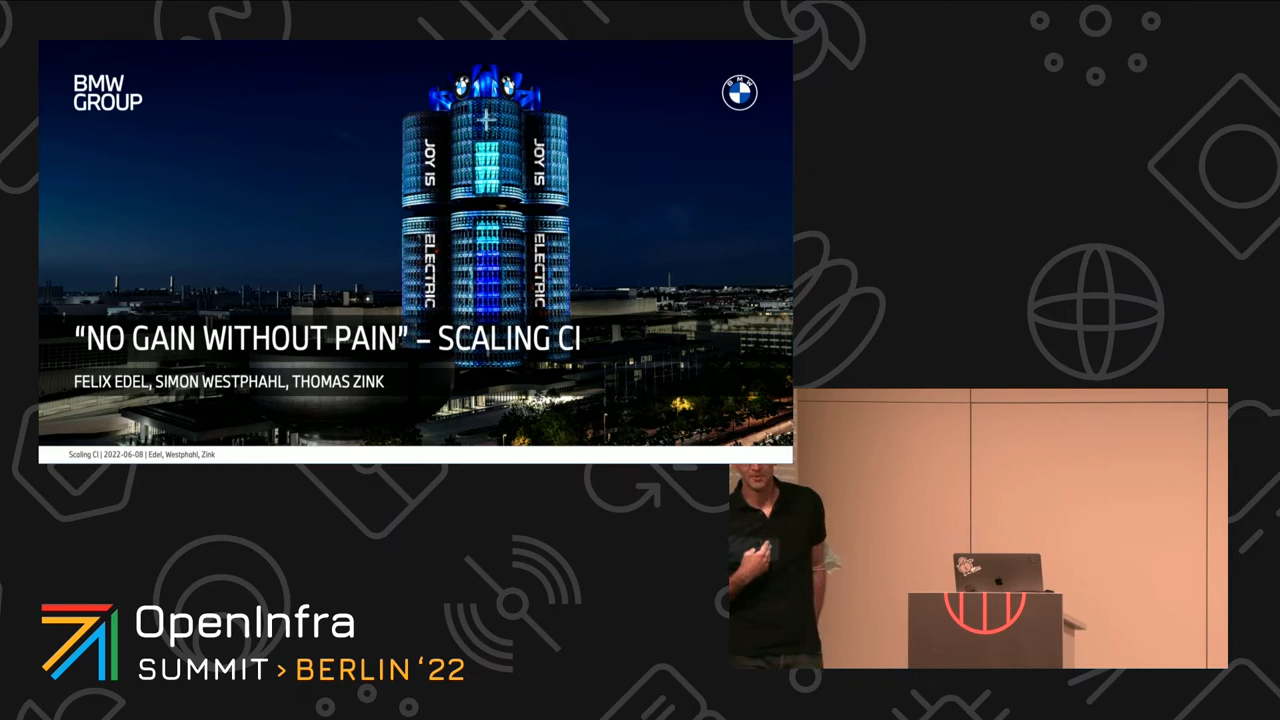 BMW
GROUP
BMW
JOY IS
JOY IS
ELECTRIC
ELECTRIC
“NO GAIN WITHOUT PAIN” – SCALING CI
FELIX EDEL, SIMON WESTPHAHL, THOMAS ZINK
Scaling CI | 2022-06-08 | Edel, Westphahl, Zink
OpenInfra
SUMMIT > BERLIN ‘22